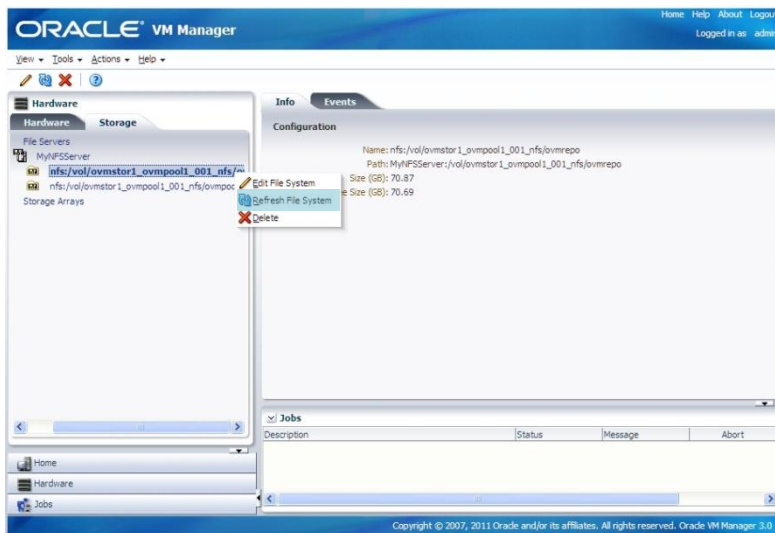 Home Help About Logou
ORACLE VM Manager
Logged in as admi
View Tools Actions Help
Hardware
Info Events
Hardware Storage
Configuration
File Servers
MyNFSServer
nfs:/vol/ovmstor1_ovmpool1_001_nfs/o
nfs:/vol/ovmstor1_ovmpool1_001_nfs/ovmpoo
Storage Arrays
Edit File System
Refresh File System
Delete
Name: nfs:/vol/ovmstor1_ovmpool1_001_nfs/ovmrepo
Path: MyNFSServer:/vol/ovmstor1_ovmpool1_001_nfs/ovmrepo
Size (GB): 70.87
e Size (GB): 70.69
Jobs
Description Status Message Abort
Home
Hardware
Jobs
Copyright © 2007, 2011 Oracle and/or its affiliates. All rights reserved. Oracle VM Manager 3.0